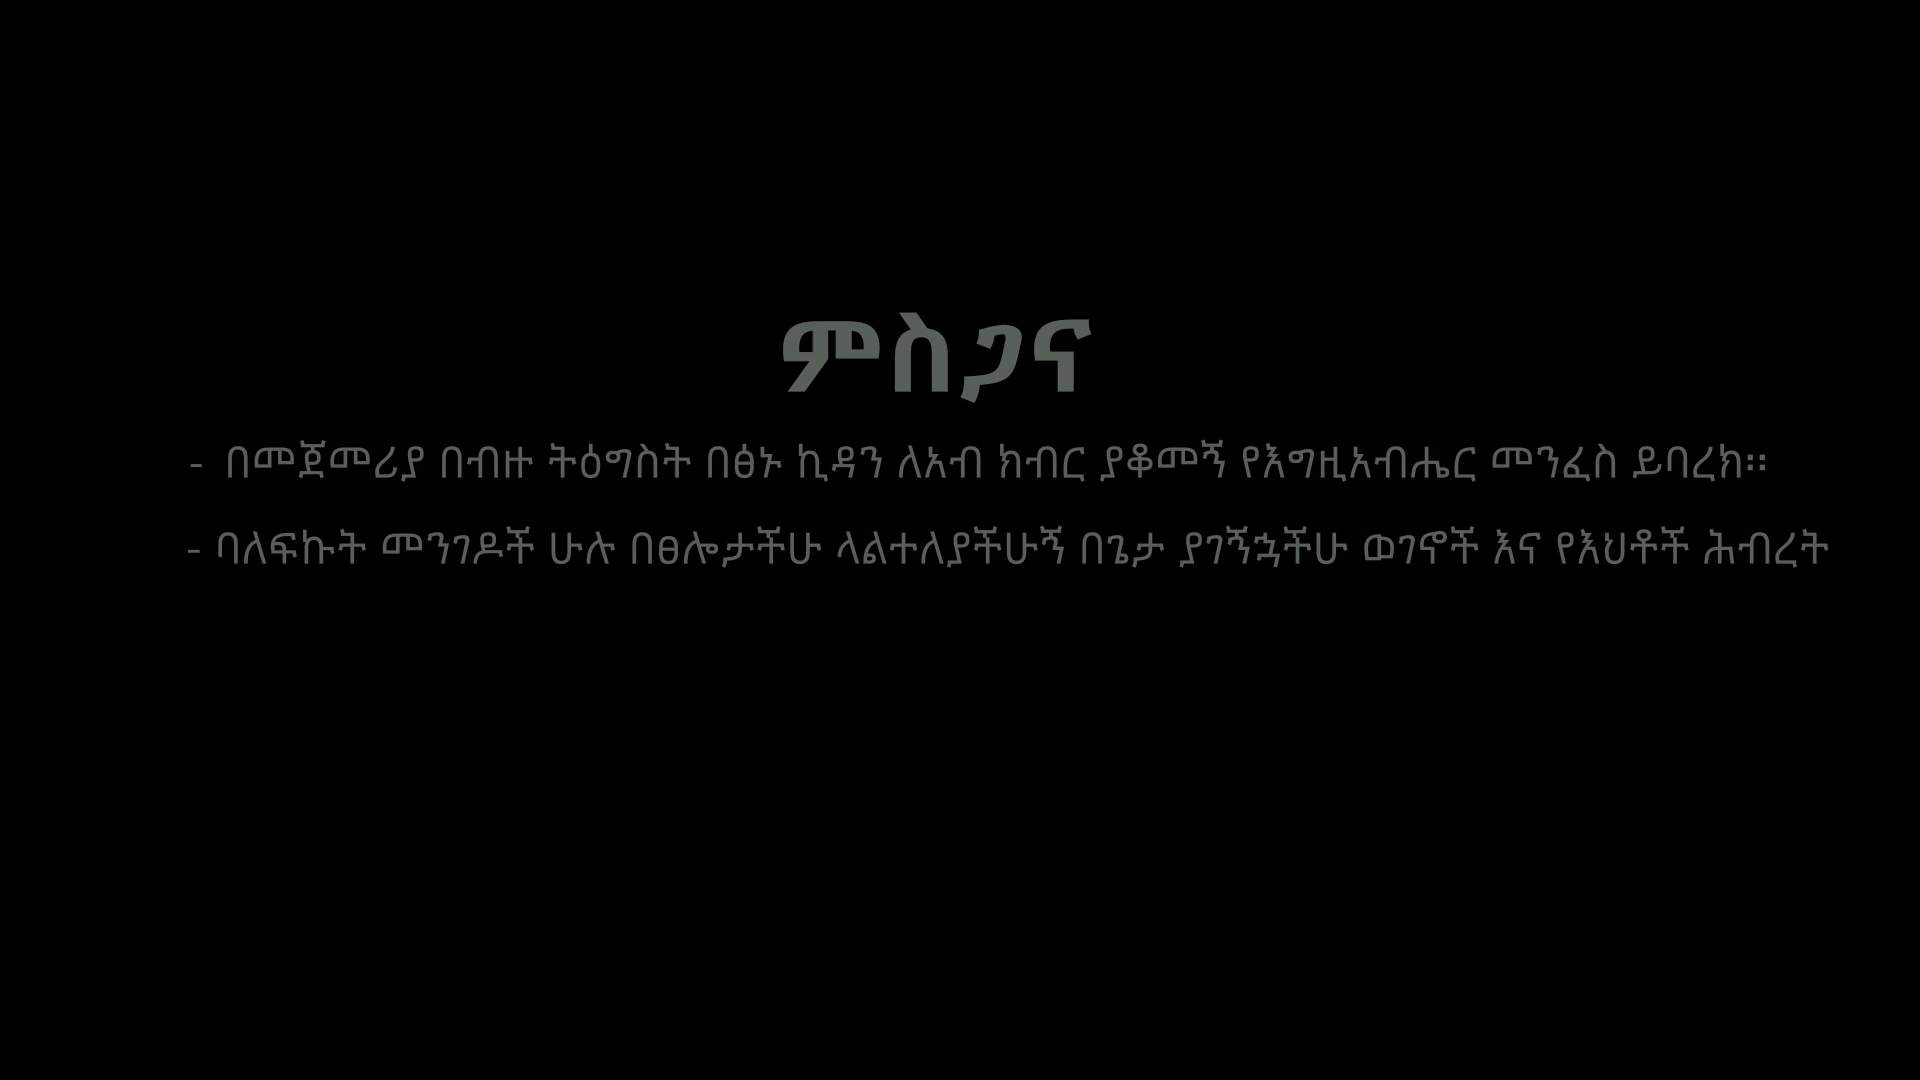 ምስጋና
- በመጀመሪያ በብዙ ትዕግስት በፅኑ ኪዳን ለአብ ክብር ያቆመኝ የእግዚአብሔር መንፈስ ይባረክ፡፡
- ባለፍኩት መንገዶች ሁሉ በፀሎታችሁ ላልተለያችሁኝ በጌታ ያገኝኋችሁ ወገኖች እና የእህቶች ሕብረት